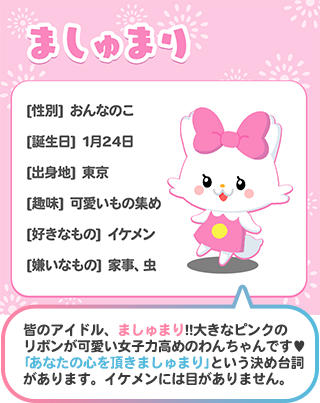 ましゅまり
[性別] おんなのこ
[誕生日] 1月24日
[出身地] 東京
[趣味] 可愛いもの集め
[好きなもの] イケメン
[嫌いなもの] 家事、虫
皆のアイドル、ましゅまり!!大きなピンクの
リボンが可愛い女子力高めのわんちゃんです♥
「あなたの心を頂きましゅまり」という決め台詞
があります。イケメンには目がありません。